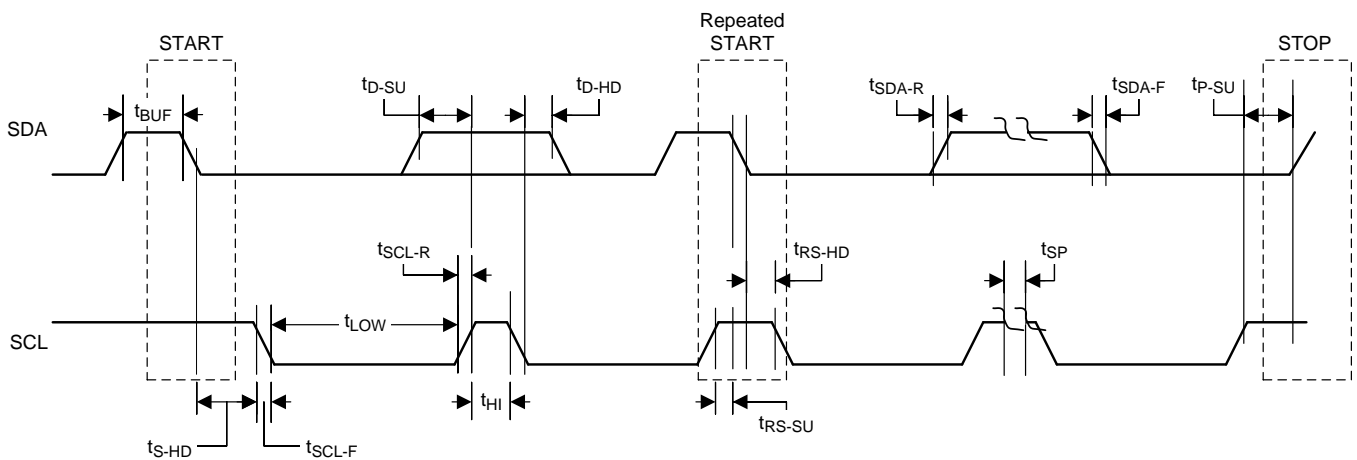 Repeated
START START STOP
tD-SU tD-HD tSDA-R tSDA-F tP-SU
tBUF
SDA
tSCL-R tRS-HD tSP
tLOW
SCL
tHI
tRS-SU
tS-HD tSCL-F